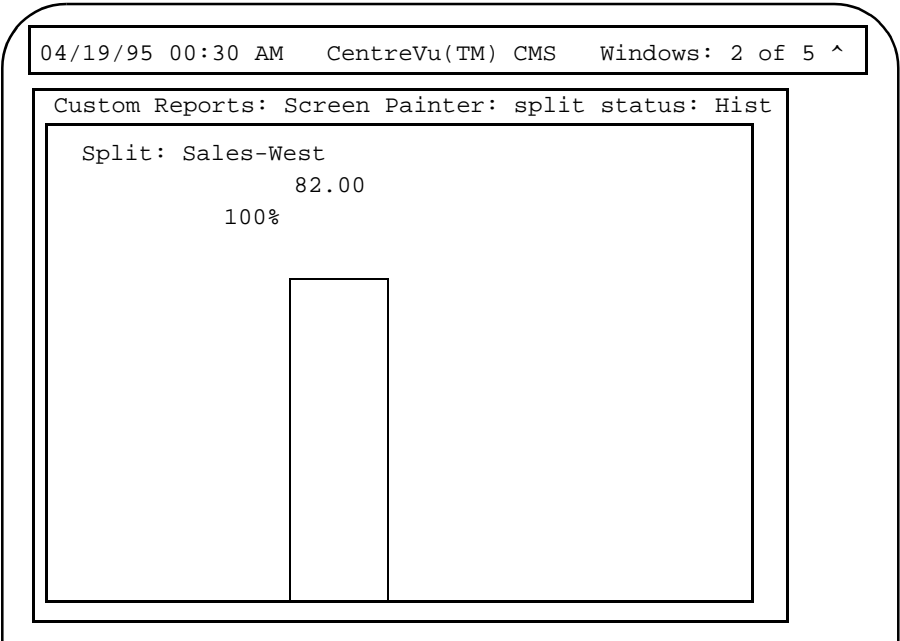 04/19/95 00:30 AM   CentreVu(TM) CMS   Windows: 2 of 5 ^
Custom Reports: Screen Painter: split status: Hist
Split: Sales-West
82.00
100%